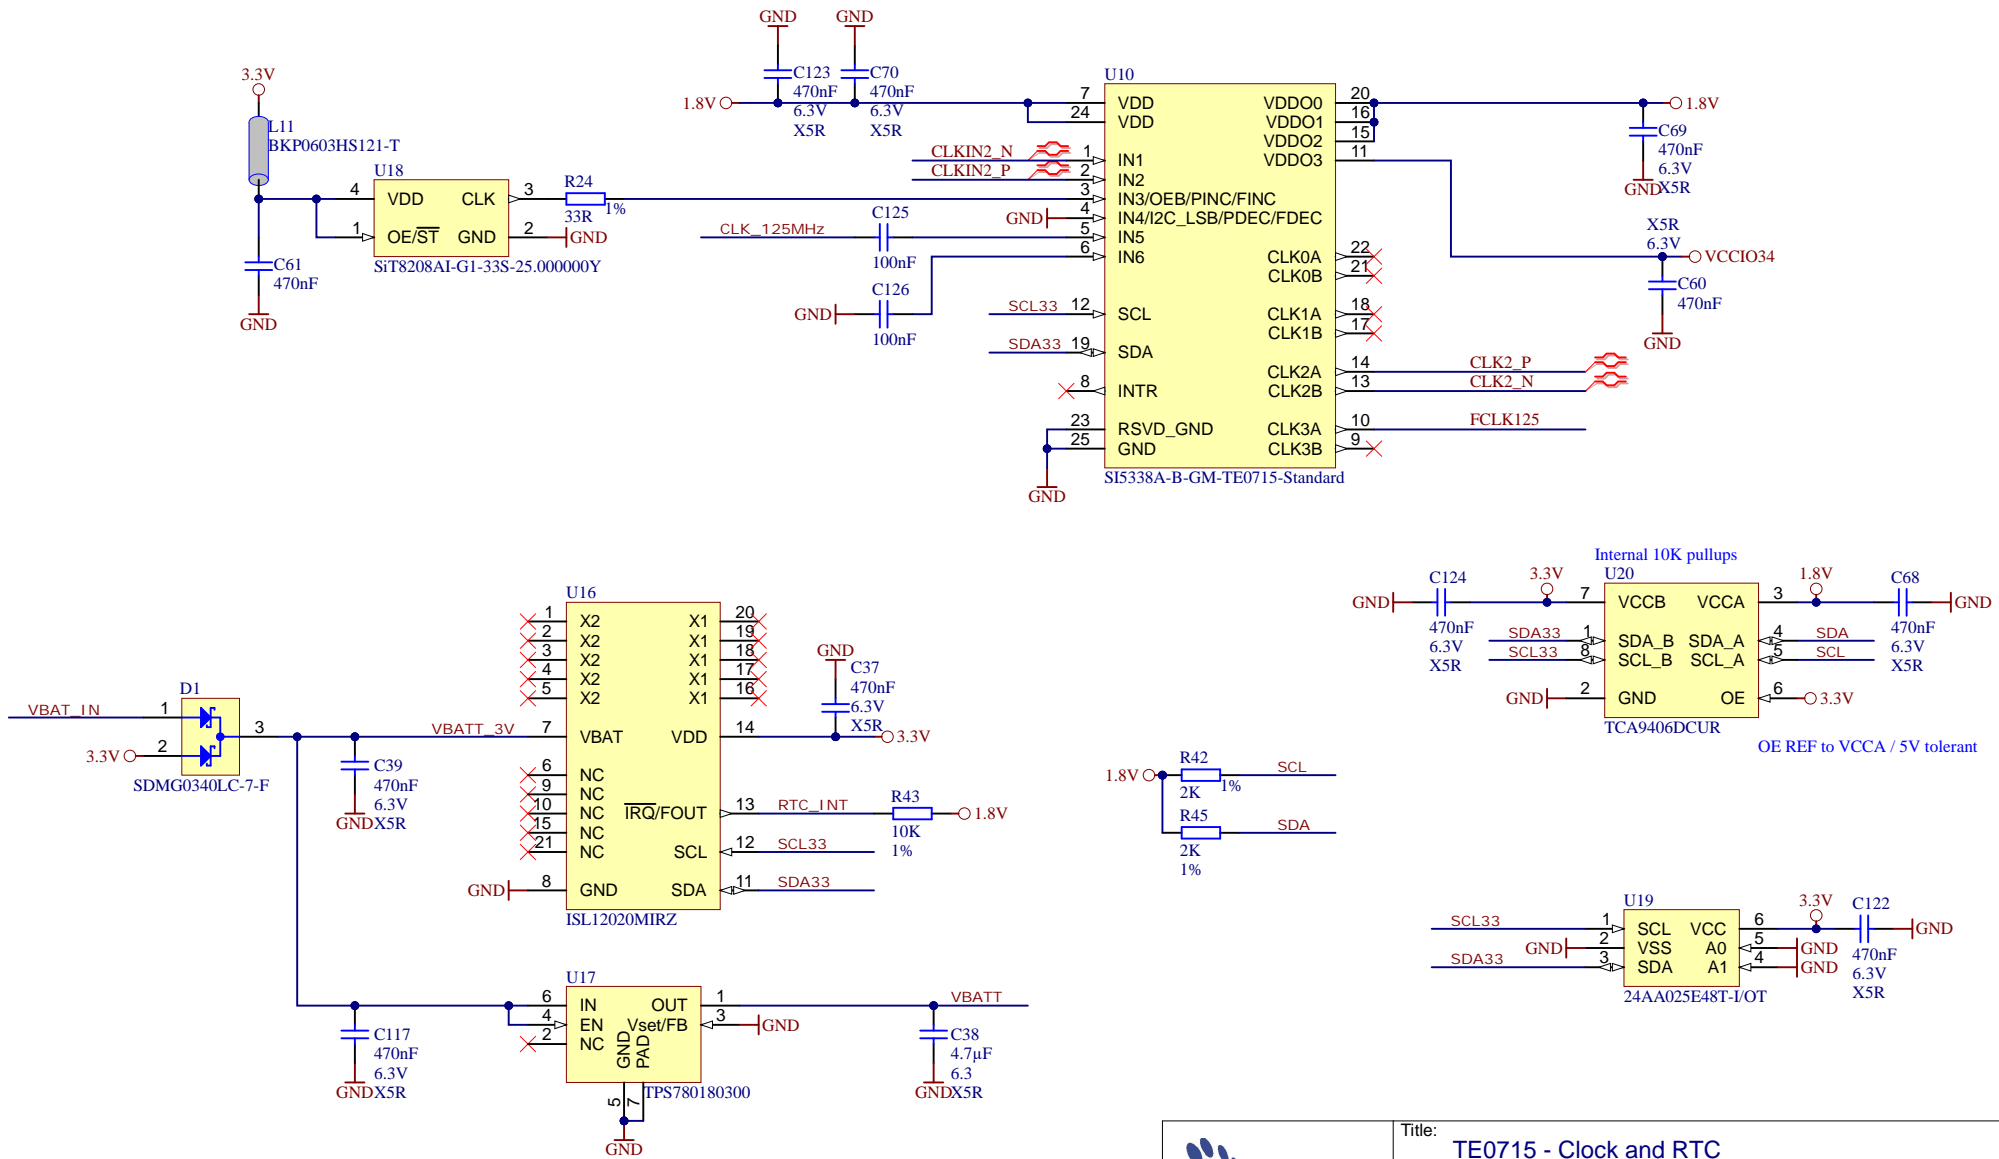 GND
GND
C123
470nF
6.3V
X5R
C70
470nF
6.3V
X5R
1.8V
3.3V
L11
BKP0603HS121-T
U18
4
VDD
CLK
3
1
OE/ST
GND
2
GND
SiT8208AI-G1-33S-25.000000Y
R24
33R
1%
C61
470nF
GND
CLKIN2_N
CLKIN2_P
GND
CLK_125MHz
C125
100nF
C126
100nF
GND
SCL33
SDA33
U10
7
VDD
24
VDD
1
IN1
2
IN2
3
IN3/OEB/PINC/FINC
4
IN4/I2C_LSB/PDEC/FDEC
5
IN5
6
IN6
12
SCL
19
SDA
8
INTR
23
RSVD_GND
25
GND
VDDO0
20
VDDO1
16
VDDO2
15
VDDO3
11
CLK0A
22
CLK0B
21
CLK1A
18
CLK1B
17
CLK2A
14
CLK2B
13
CLK3A
10
CLK3B
9
SI5338A-B-GM-TE0715-Standard
GND
1.8V
C69
470nF
6.3V
X5R
GND
X5R
6.3V
VCCIO34
C60
470nF
GND
CLK2_P
CLK2_N
FCLK125
VBAT_IN
3.3V
D1
1
2
3
SDMG0340LC-7-F
VBATT_3V
C39
470nF
6.3V
X5R
GND
U16
1
X2
2
X2
3
X2
4
X2
5
X2
7
VBAT
6
NC
9
NC
10
NC
15
NC
21
NC
8
GND
GND
X1
20
X1
19
X1
18
X1
17
X1
16
VDD
14
IRQ/FOUT
13
SCL
12
SDA
11
ISL12020MIRZ
GND
C37
470nF
6.3V
X5R
3.3V
RTC_INT
R43
10K
1%
1.8V
SCL33
SDA33
U17
6
IN
4
EN
2
NC
OUT
1
Vset/FB
3
GND
GND
PAD
5
7
TPS780180300
GND
C117
470nF
6.3V
X5R
GND
VBATT
C38
4.7µF
6.3
X5R
GND
Internal 10K pullups
U20
C124
470nF
6.3V
X5R
GND
3.3V
7
VCCB
VCCA
3
1.8V
C68
470nF
6.3V
X5R
GND
SDA33
1
SDA_B
SDA_A
4
SDA
SCL33
8
SCL_B
SCL_A
5
SCL
GND
2
GND
OE
6
3.3V
TCA9406DCUR
OE REF to VCCA / 5V tolerant
1.8V
R42
2K
1%
SCL
R45
2K
1%
SDA
U19
SCL33
1
SCL
VCC
6
3.3V
C122
470nF
6.3V
X5R
GND
GND
2
VSS
A0
5
GND
SDA33
3
SDA
A1
4
GND
24AA025E48T-I/OT
Title:
TE0715 - Clock and RTC